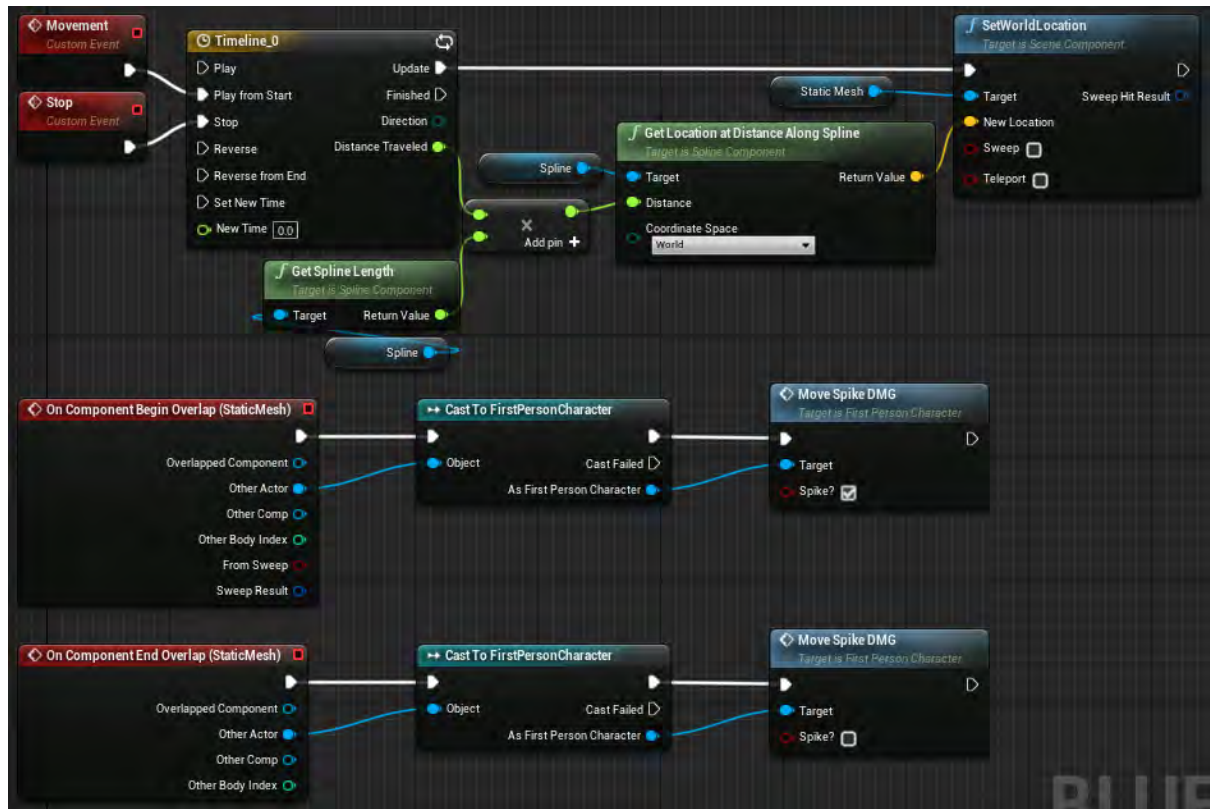 Movement
Custom Event
Stop
Custom Event
Timeline_0
Play
Update
Play from Start
Finished
Stop
Direction
Reverse
Distance Traveled
Reverse from End
Set New Time
New Time 0.0
Get Spline Length
Target is Spline Component
Target
Return Value
Spline
Spline
Add pin +
Get Location at Distance Along Spline
Target is Spline Component
Target
Return Value
Distance
Coordinate Space
World
Static Mesh
SetWorldLocation
Target is Scene Component
Target
Sweep Hit Result
New Location
Sweep
Teleport
On Component Begin Overlap (StaticMesh)
Overlapped Component
Other Actor
Other Comp
Other Body Index
From Sweep
Sweep Result
Cast To FirstPersonCharacter
Object
Cast Failed
As First Person Character
Move Spike DMG
Target is First Person Character
Target
Spike?
On Component End Overlap (StaticMesh)
Overlapped Component
Other Actor
Other Comp
Other Body Index
Cast To FirstPersonCharacter
Object
Cast Failed
As First Person Character
Move Spike DMG
Target is First Person Character
Target
Spike?